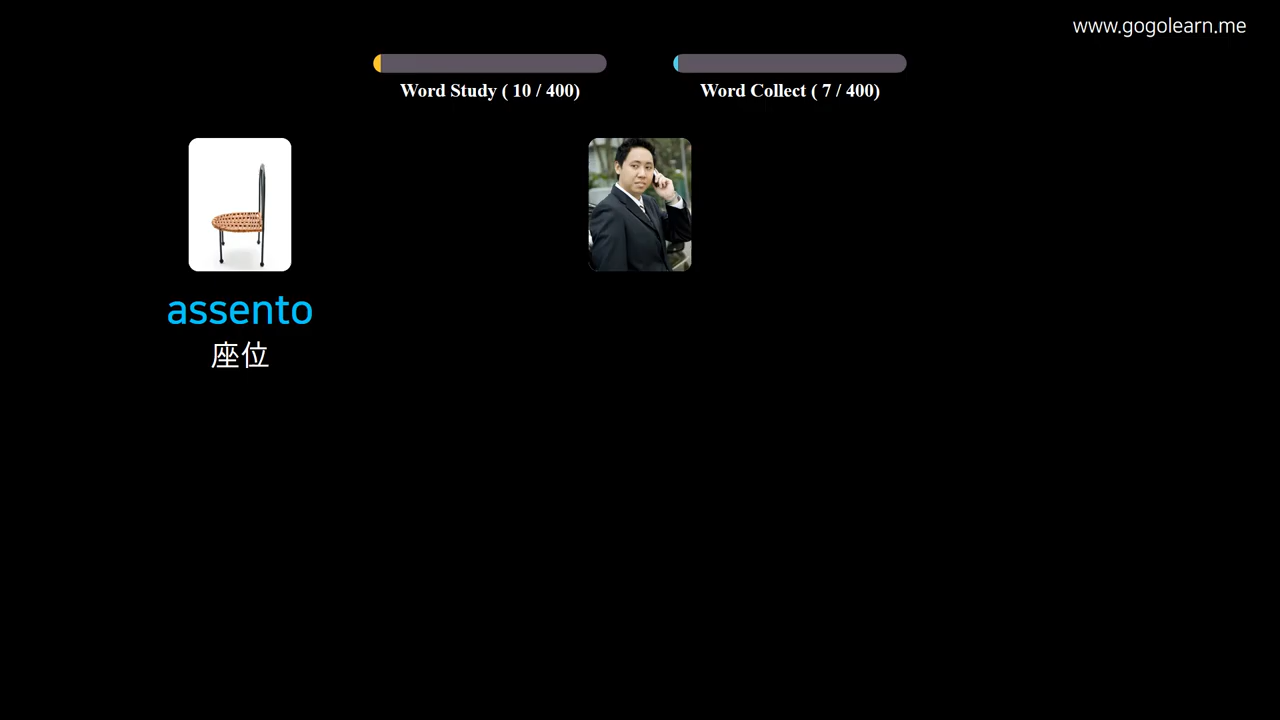 www.gogolearn.me
Word Study ( 10 / 400)
Word Collect ( 7 / 400)
assento
座位